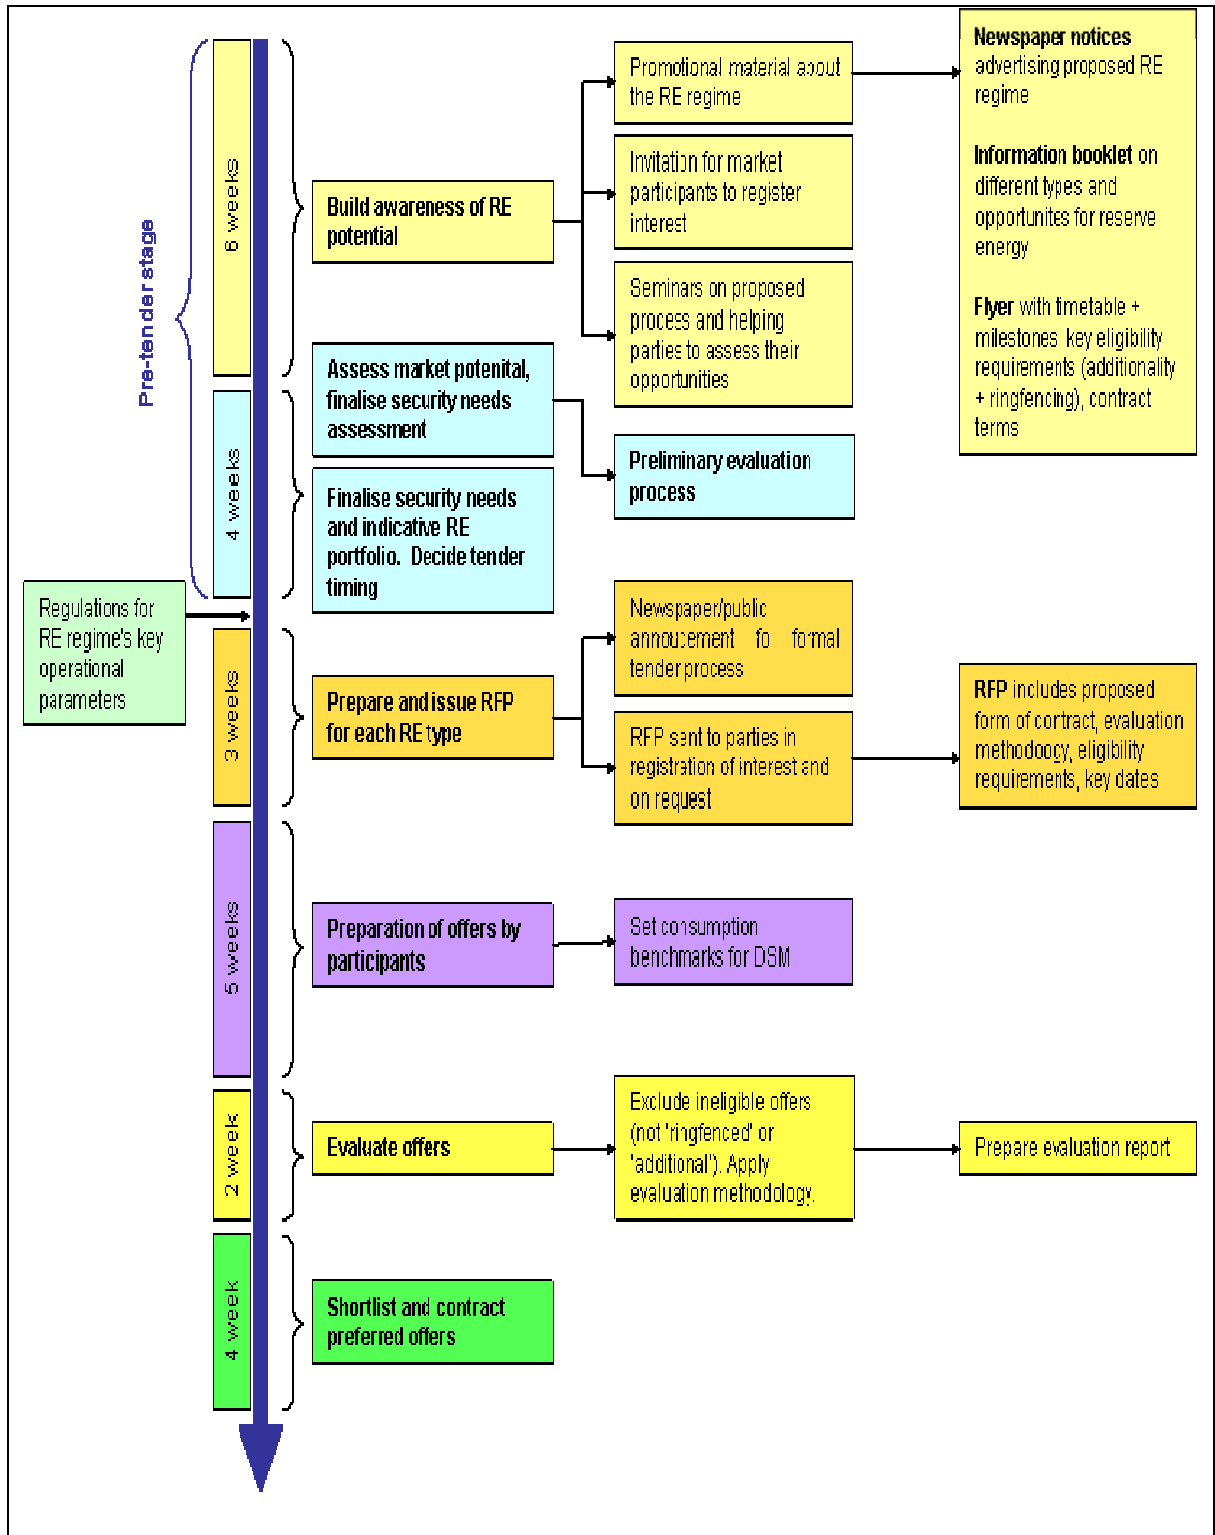 Pre-tender stage
6 weeks
Build awareness of RE
potential
Promotional material about
the RE regime
Invitation for market
participants to register
interest
Seminars on proposed
process and helping
parties to assess their
opportunities
Newspaper notices
advertising proposed RE
regime
Information booklet on
different types and
opportunites for reserve
energy
Flyer with timetable +
milestones, key eligibility
requirements (additionality
+ ringfencing), contract
terms
4 weeks
Assess market potenital,
finalise security needs
assessment
Preliminary evaluation
process
Finalise security needs
and indicative RE
portfolio. Decide tender
timing
Regulations for
RE regime's key
operational
parameters
3 weeks
Prepare and issue RFP
for each RE type
Newspaper/public
annoucement fo formal
tender process
RFP sent to parties in
registration of interest and
on request
RFP includes proposed
form of contract, evaluation
methodoogy, eligibility
requirements, key dates
5 weeks
Preparation of offers by
participants
Set consumption
benchmarks for DSM
2 week
Evaluate offers
Exclude ineligible offers
(not 'ringfenced' or
'additional'). Apply
evaluation methodology.
Prepare evaluation report
4 week
Shortlist and contract
preferred offers